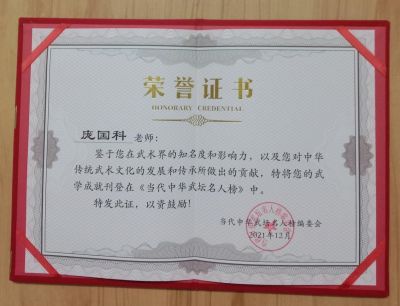 荣誉证书
HONORARY CREDENTIAL
庞国科 老师:
鉴于您在武术界的知名度和影响力，以及您对中华
传统武术文化的发展和传承所做出的贡献，特将您的武
学成就刊登在《当代中华武坛名人榜》中。
特发此证，以资鼓励！
当代中华武坛名人榜编委会
2021年12月